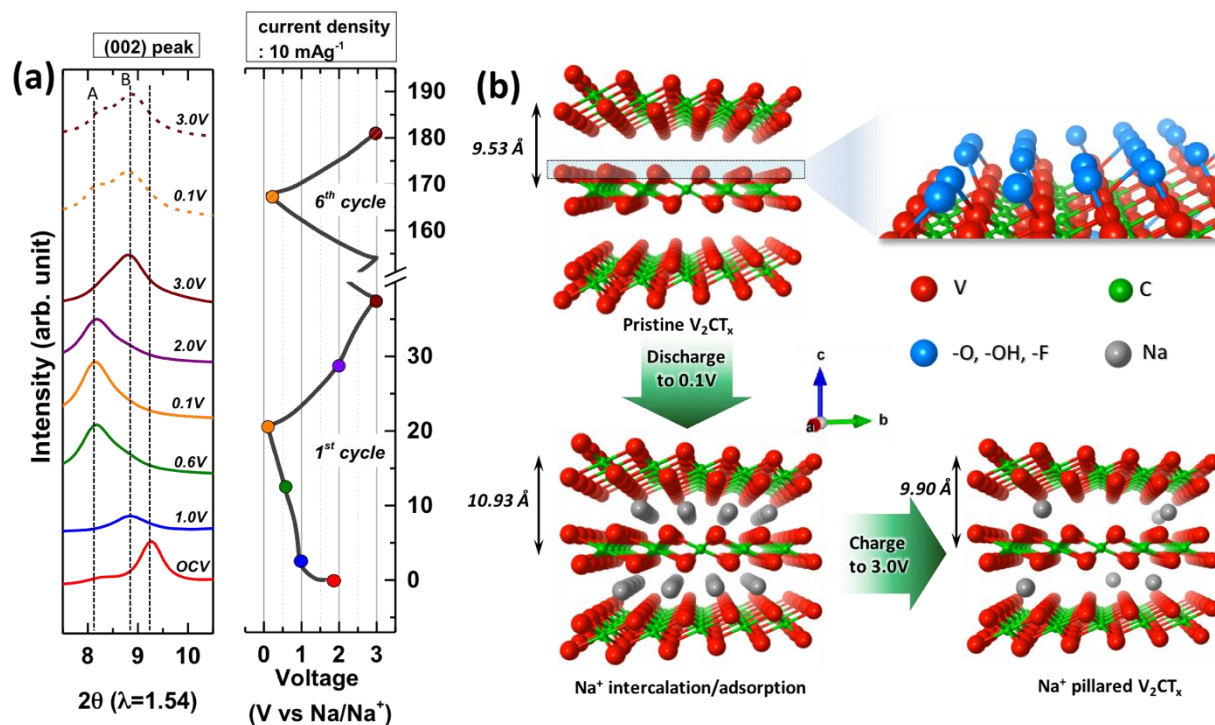 (a)
(002) peak
A
B
3.0V
0.1V
3.0V
2.0V
0.1V
0.6V
1.0V
OCV
Intensity (arb. unit)
8 9 10
2θ (λ=1.54)
current density
: 10 mAg⁻¹
190
180
170
160
30
20
10
0
6th cycle
1st cycle
0 1 2 3
Voltage
(V vs Na/Na⁺)
(b)
9.53 Å
Pristine V₂CTₓ
V
C
-O, -OH, -F
Na
Discharge
to 0.1V
c
a
b
10.93 Å
Na⁺ intercalation/adsorption
Charge
to 3.0V
9.90 Å
Na⁺ pillared V₂CTₓ